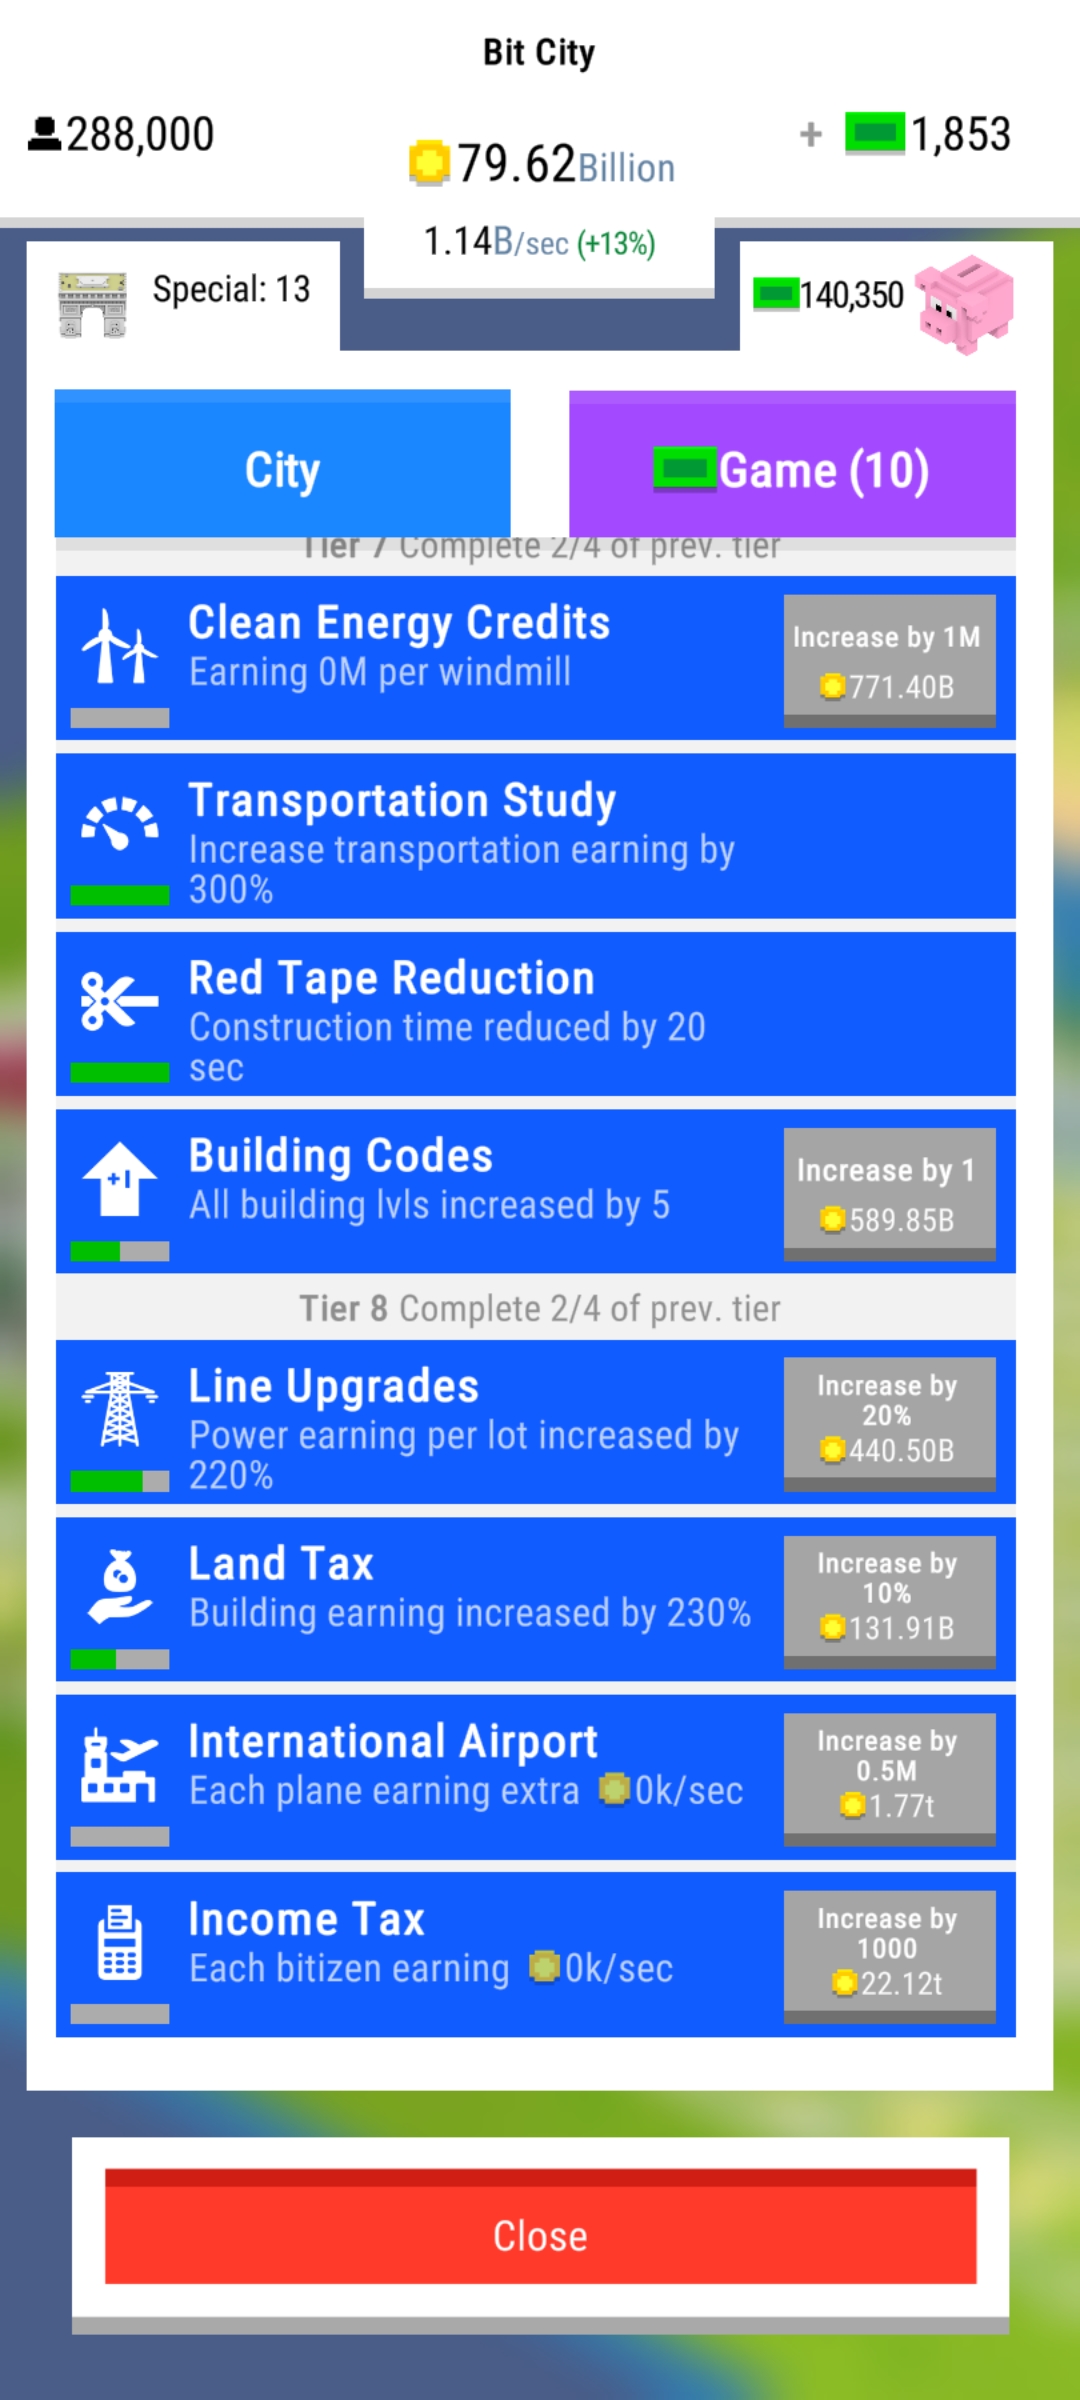 Bit City
288,000
79.62Billion
+ 1,853
1.14B/sec (+13%)
Special: 13
140,350
City
Game (10)
Tier 7 Complete 2/4 of prev. tier
Clean Energy Credits
Earning 0M per windmill
Increase by 1M
771.40B
Transportation Study
Increase transportation earning by
300%
Red Tape Reduction
Construction time reduced by 20
sec
+1
Building Codes
All building lvls increased by 5
Increase by 1
589.85B
Tier 8 Complete 2/4 of prev. tier
Line Upgrades
Power earning per lot increased by
220%
Increase by
20%
440.50B
Land Tax
Building earning increased by 230%
Increase by
10%
131.91B
International Airport
Each plane earning extra 0k/sec
Increase by
0.5M
1.77t
Income Tax
Each bitizen earning 0k/sec
Increase by
1000
22.12t
Close